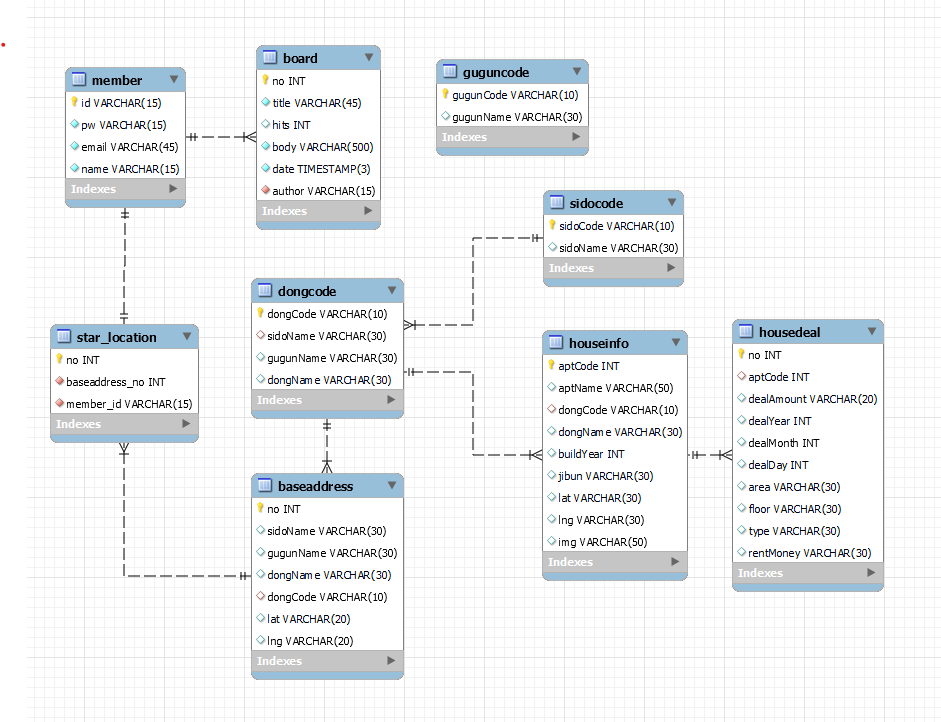 member
id VARCHAR(15)
pw VARCHAR(15)
email VARCHAR(45)
name VARCHAR(15)
Indexes
board
no INT
title VARCHAR(45)
hits INT
body VARCHAR(500)
date TIMESTAMP(3)
author VARCHAR(15)
Indexes
guguncode
gugunCode VARCHAR(10)
gugunName VARCHAR(30)
Indexes
sidocode
sidoCode VARCHAR(10)
sidoName VARCHAR(30)
Indexes
dongcode
dongCode VARCHAR(10)
sidoName VARCHAR(30)
gugunName VARCHAR(30)
dongName VARCHAR(30)
Indexes
star_location
no INT
baseaddress_no INT
member_id VARCHAR(15)
Indexes
houseinfo
aptCode INT
aptName VARCHAR(50)
dongCode VARCHAR(10)
dongName VARCHAR(30)
buildYear INT
jibun VARCHAR(30)
lat VARCHAR(30)
lng VARCHAR(30)
img VARCHAR(50)
Indexes
housedeal
no INT
aptCode INT
dealAmount VARCHAR(20)
dealYear INT
dealMonth INT
dealDay INT
area VARCHAR(30)
floor VARCHAR(30)
type VARCHAR(30)
rentMoney VARCHAR(30)
Indexes
baseaddress
no INT
sidoName VARCHAR(30)
gugunName VARCHAR(30)
dongName VARCHAR(30)
dongCode VARCHAR(10)
lat VARCHAR(20)
lng VARCHAR(20)
Indexes